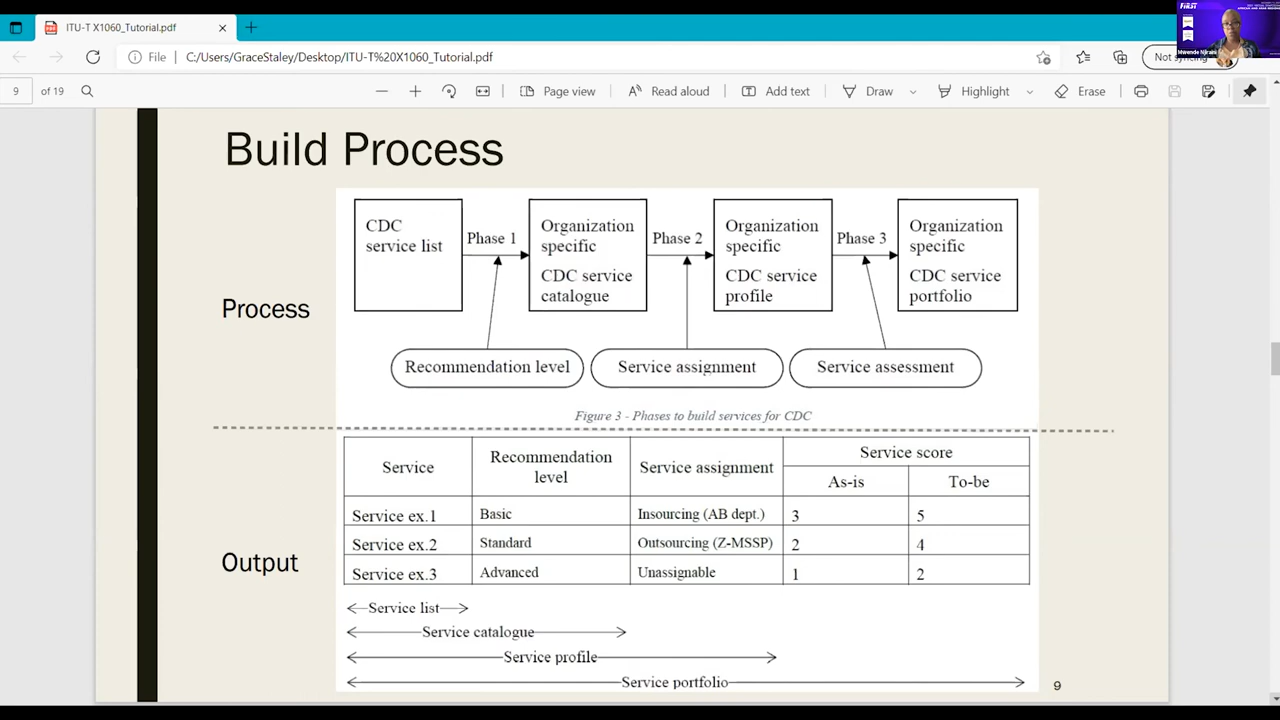 ITU-T X1060_Tutorial.pdf
FiRST
Mwende Njiraini
File
C:/Users/GraceStaley/Desktop/ITU-T%20X1060_Tutorial.pdf
Not syncing
9 of 19
Page view
Read aloud
Add text
Draw
Highlight
Erase
Build Process
Process
CDC
service list
Phase 1
Organization
specific
CDC service
catalogue
Phase 2
Organization
specific
CDC service
profile
Phase 3
Organization
specific
CDC service
portfolio
Recommendation level
Service assignment
Service assessment
Figure 3 - Phases to build services for CDC
Output
Service
Recommendation
level
Service assignment
Service score
As-is
To-be
Service ex.1 Basic Insourcing (AB dept.) 3 5
Service ex.2 Standard Outsourcing (Z-MSSP) 2 4
Service ex.3 Advanced Unassignable 1 2
Service list
Service catalogue
Service profile
Service portfolio
9